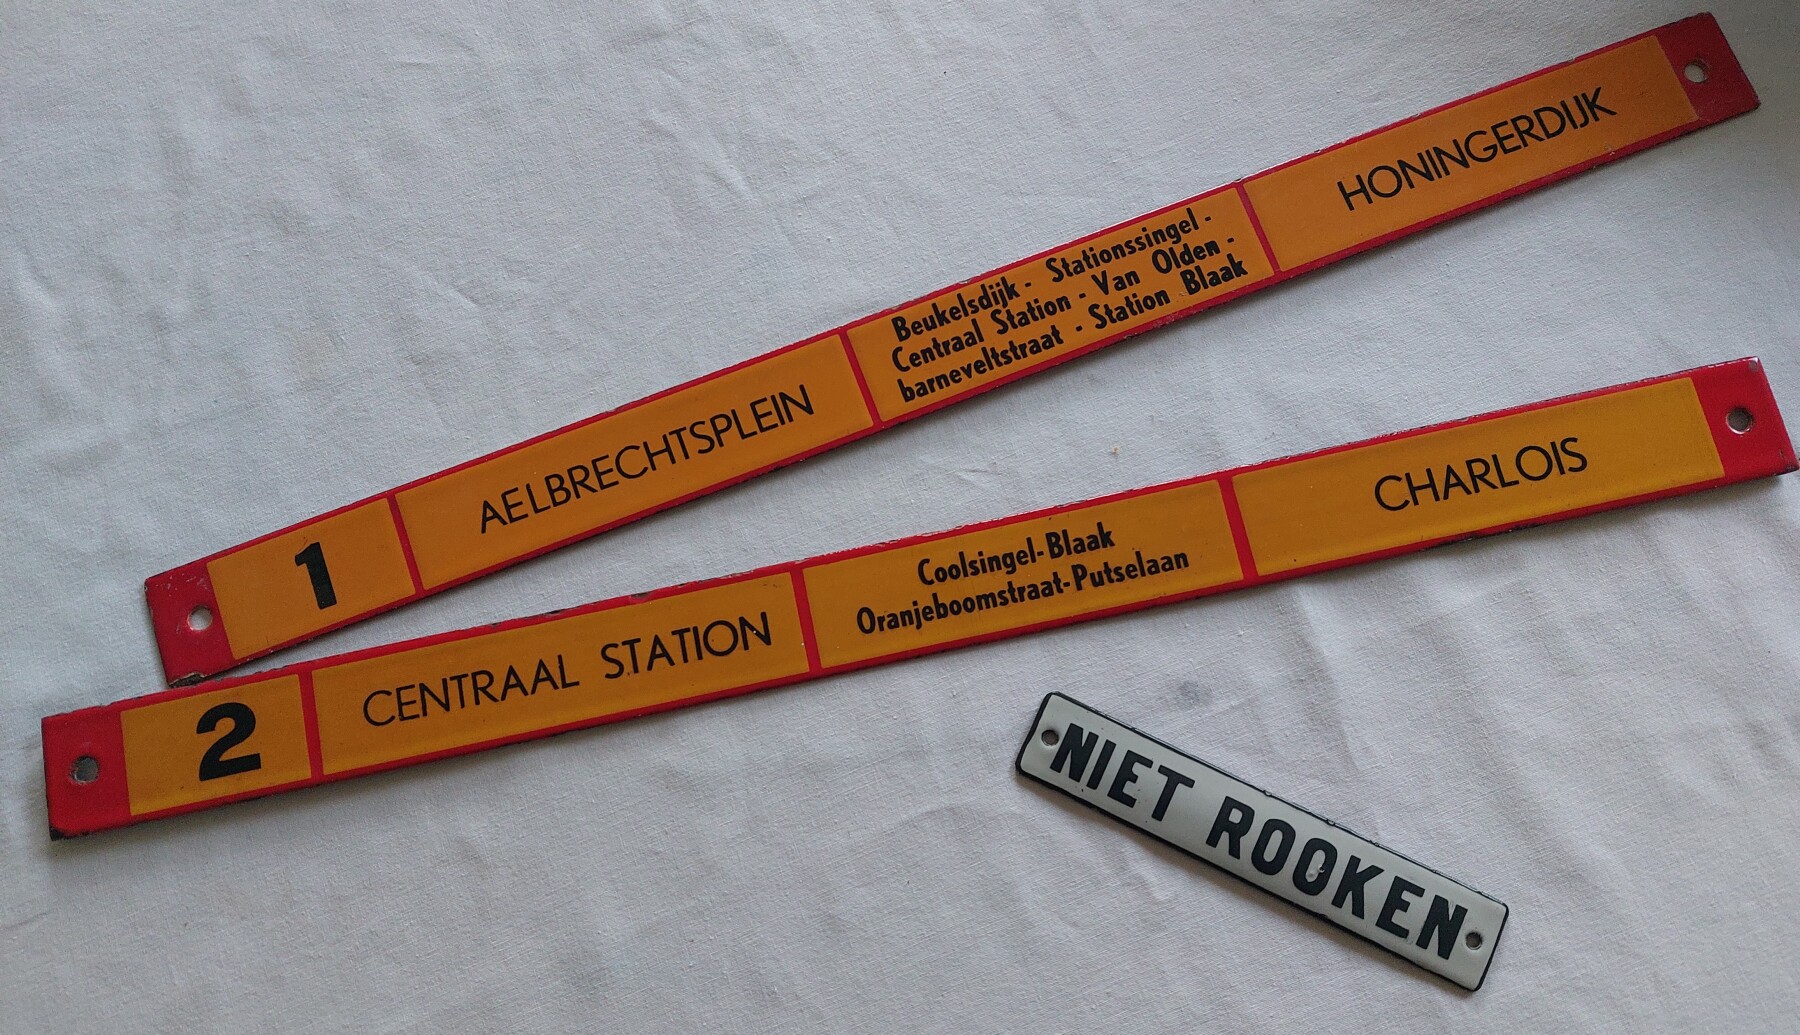 1
AELBRECHTSPLEIN
Beukelsdijk - Stationssingel -
Centraal Station - Van Olden -
barneveltstraat - Station Blaak
HONINGERDIJK
2
CENTRAAL STATION
Coolsingel-Blaak
Oranjeboomstraat-Putselaan
CHARLOIS
NIET ROOKEN